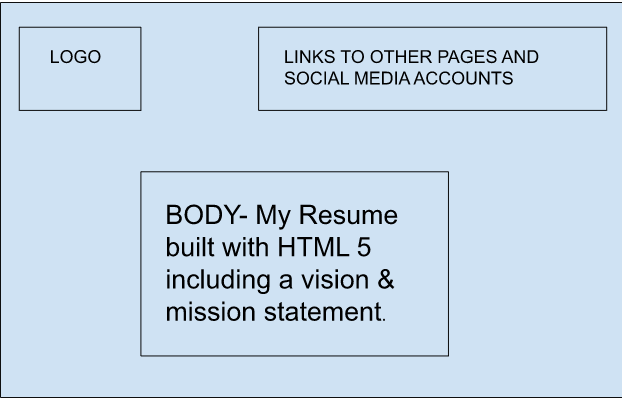 LOGO
LINKS TO OTHER PAGES AND
SOCIAL MEDIA ACCOUNTS
BODY- My Resume
built with HTML 5
including a vision &
mission statement.